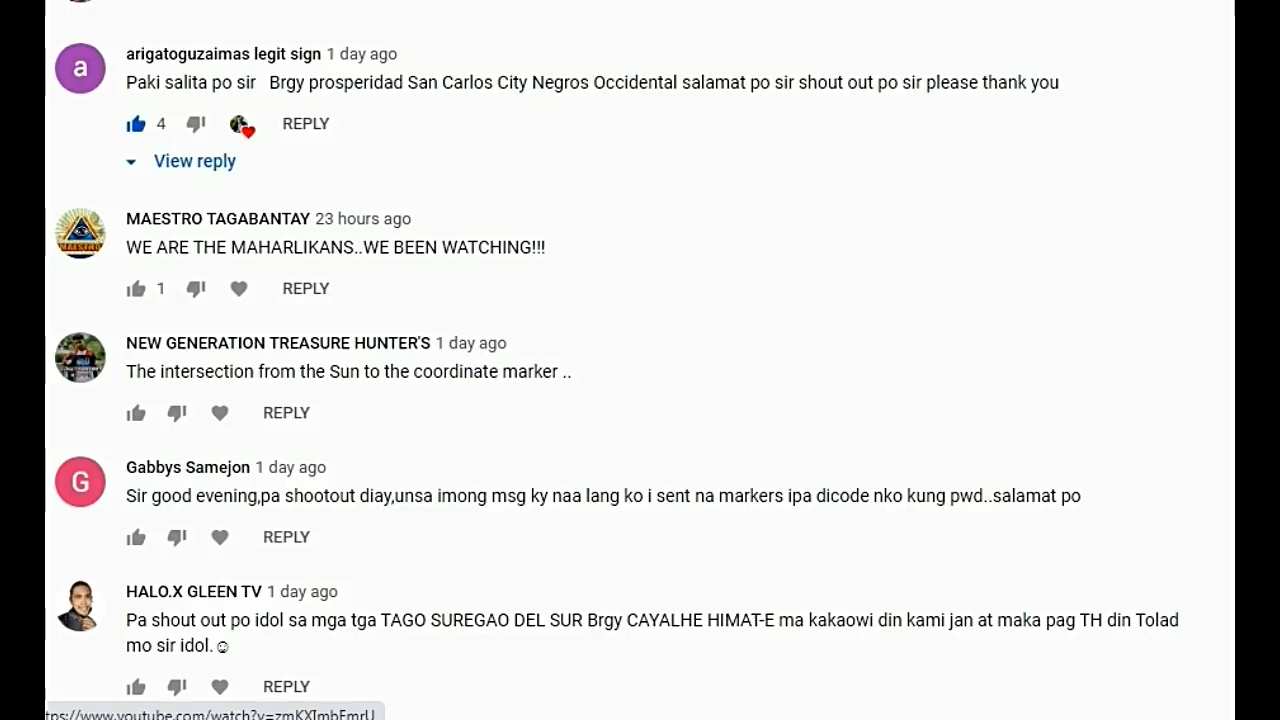 a
arigatoguzaimas legit sign 1 day ago
Paki salita po sir Brgy prosperidad San Carlos City Negros Occidental salamat po sir shout out po sir please thank you
4 REPLY
View reply
MAESTRO
MAESTRO TAGABANTAY 23 hours ago
WE ARE THE MAHARLIKANS..WE BEEN WATCHING!!!
1 REPLY
NEW GENERATION TREASURE HUNTER'S 1 day ago
The intersection from the Sun to the coordinate marker ..
REPLY
G
Gabbys Samejon 1 day ago
Sir good evening,pa shootout diay,unsa imong msg ky naa lang ko i sent na markers ipa dicode nko kung pwd..salamat po
REPLY
HALO.X GLEEN TV 1 day ago
Pa shout out po idol sa mga tga TAGO SUREGAO DEL SUR Brgy CAYALHE HIMAT-E ma kakaowi din kami jan at maka pag TH din Tolad
mo sir idol.☺
REPLY